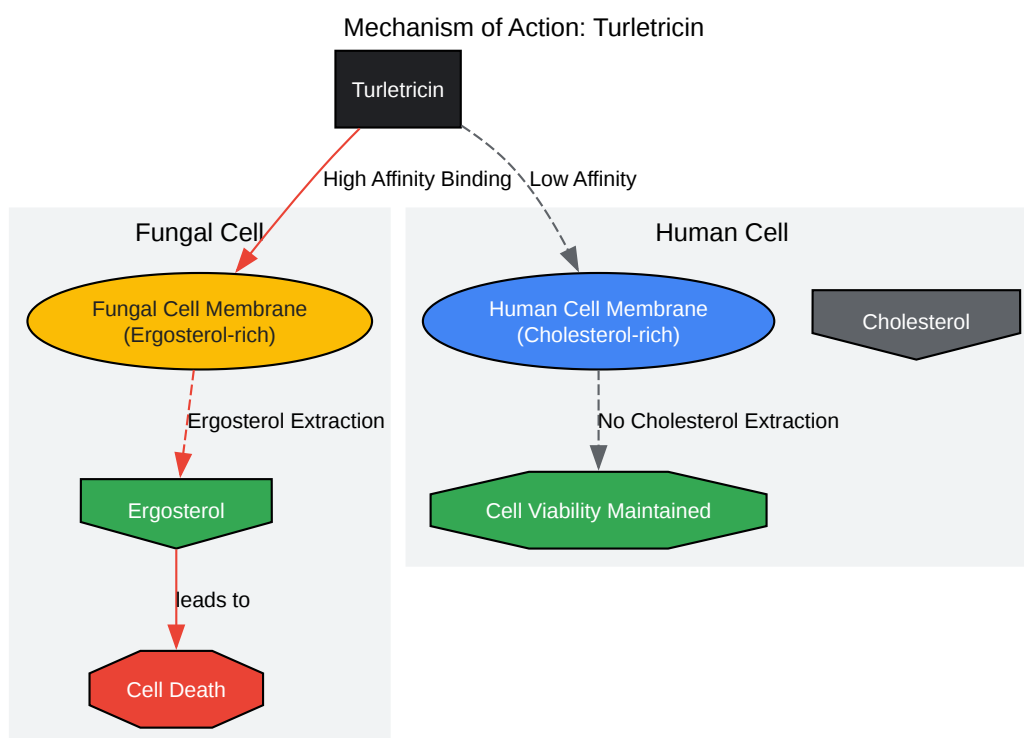 Mechanism of Action: Turletricin
Turletricin
High Affinity Binding
Low Affinity
Fungal Cell
Human Cell
Fungal Cell Membrane
(Ergosterol-rich)
Human Cell Membrane
(Cholesterol-rich)
Cholesterol
Ergosterol Extraction
No Cholesterol Extraction
Ergosterol
Cell Viability Maintained
leads to
Cell Death